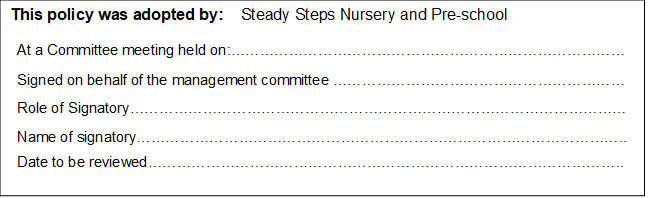 This policy was adopted by: Steady Steps Nursery and Pre-school
At a Committee meeting held on:……………………………………………………………………
Signed on behalf of the management committee …………………………………………………
Role of Signatory………………………………………………………………………………………
Name of signatory…………………………………………………………………………………….
Date to be reviewed………………………………………………………………………………….